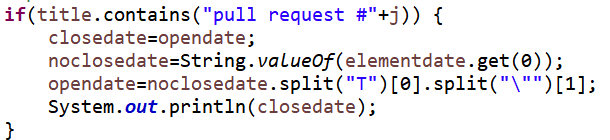 if(title.contains("pull request #"+j)) {
closedate=opendate;
noclosedate=String.valueOf(elementdate.get(0));
opendate=noclosedate.split("T")[0].split("\"")[1];
System.out.println(closedate);
}